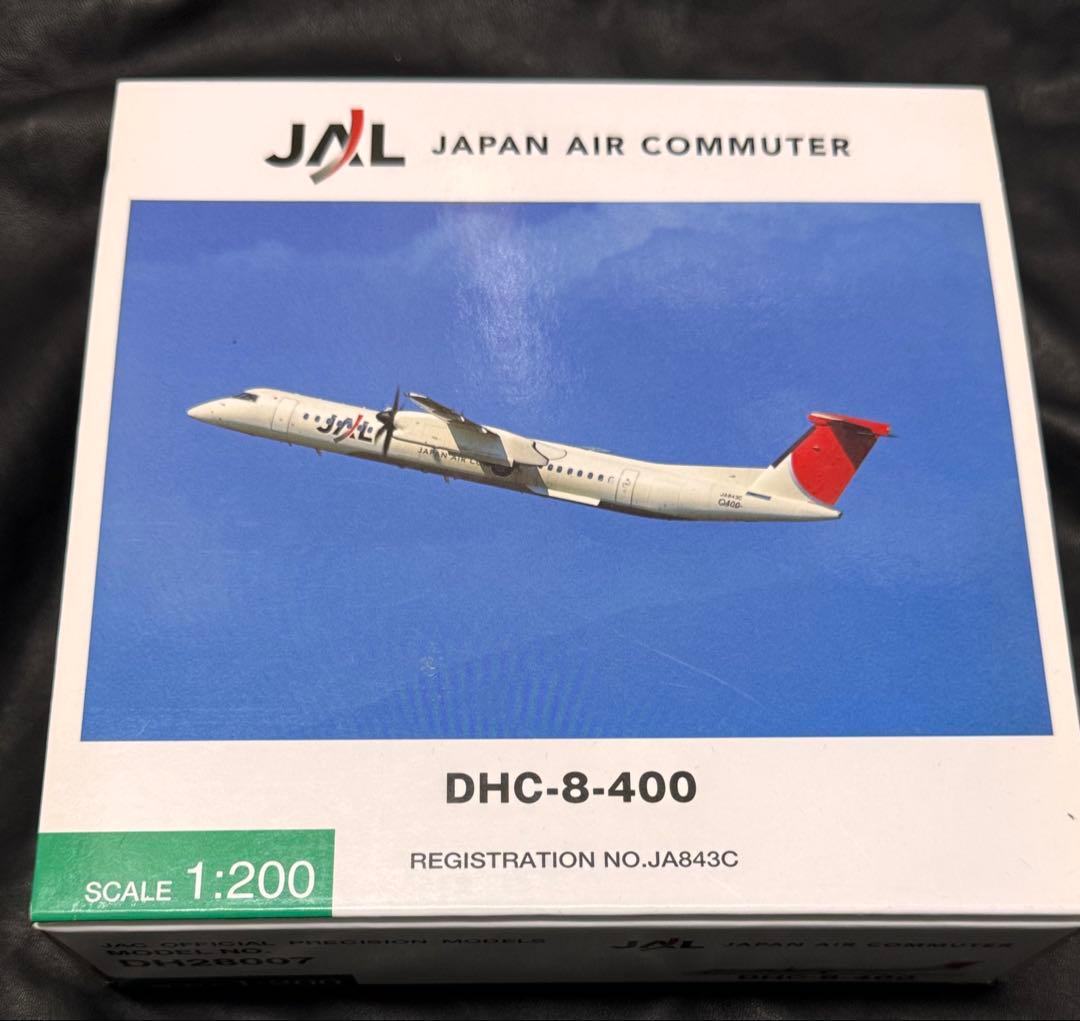 JAL JAPAN AIR COMMUTER
JAL
JAPAN AIR
JA843C
Q400
DHC-8-400
REGISTRATION NO.JA843C
SCALE 1:200
JAC OFFICIAL PRECISION MODELS
MODEL NO.
DH28007
JAL JAPAN AIR COMMUTER